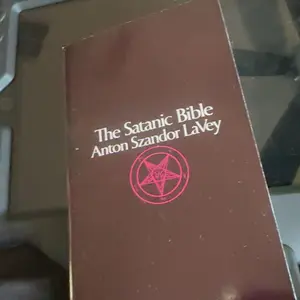 The Satanic Bible
Anton Szandor LaVey